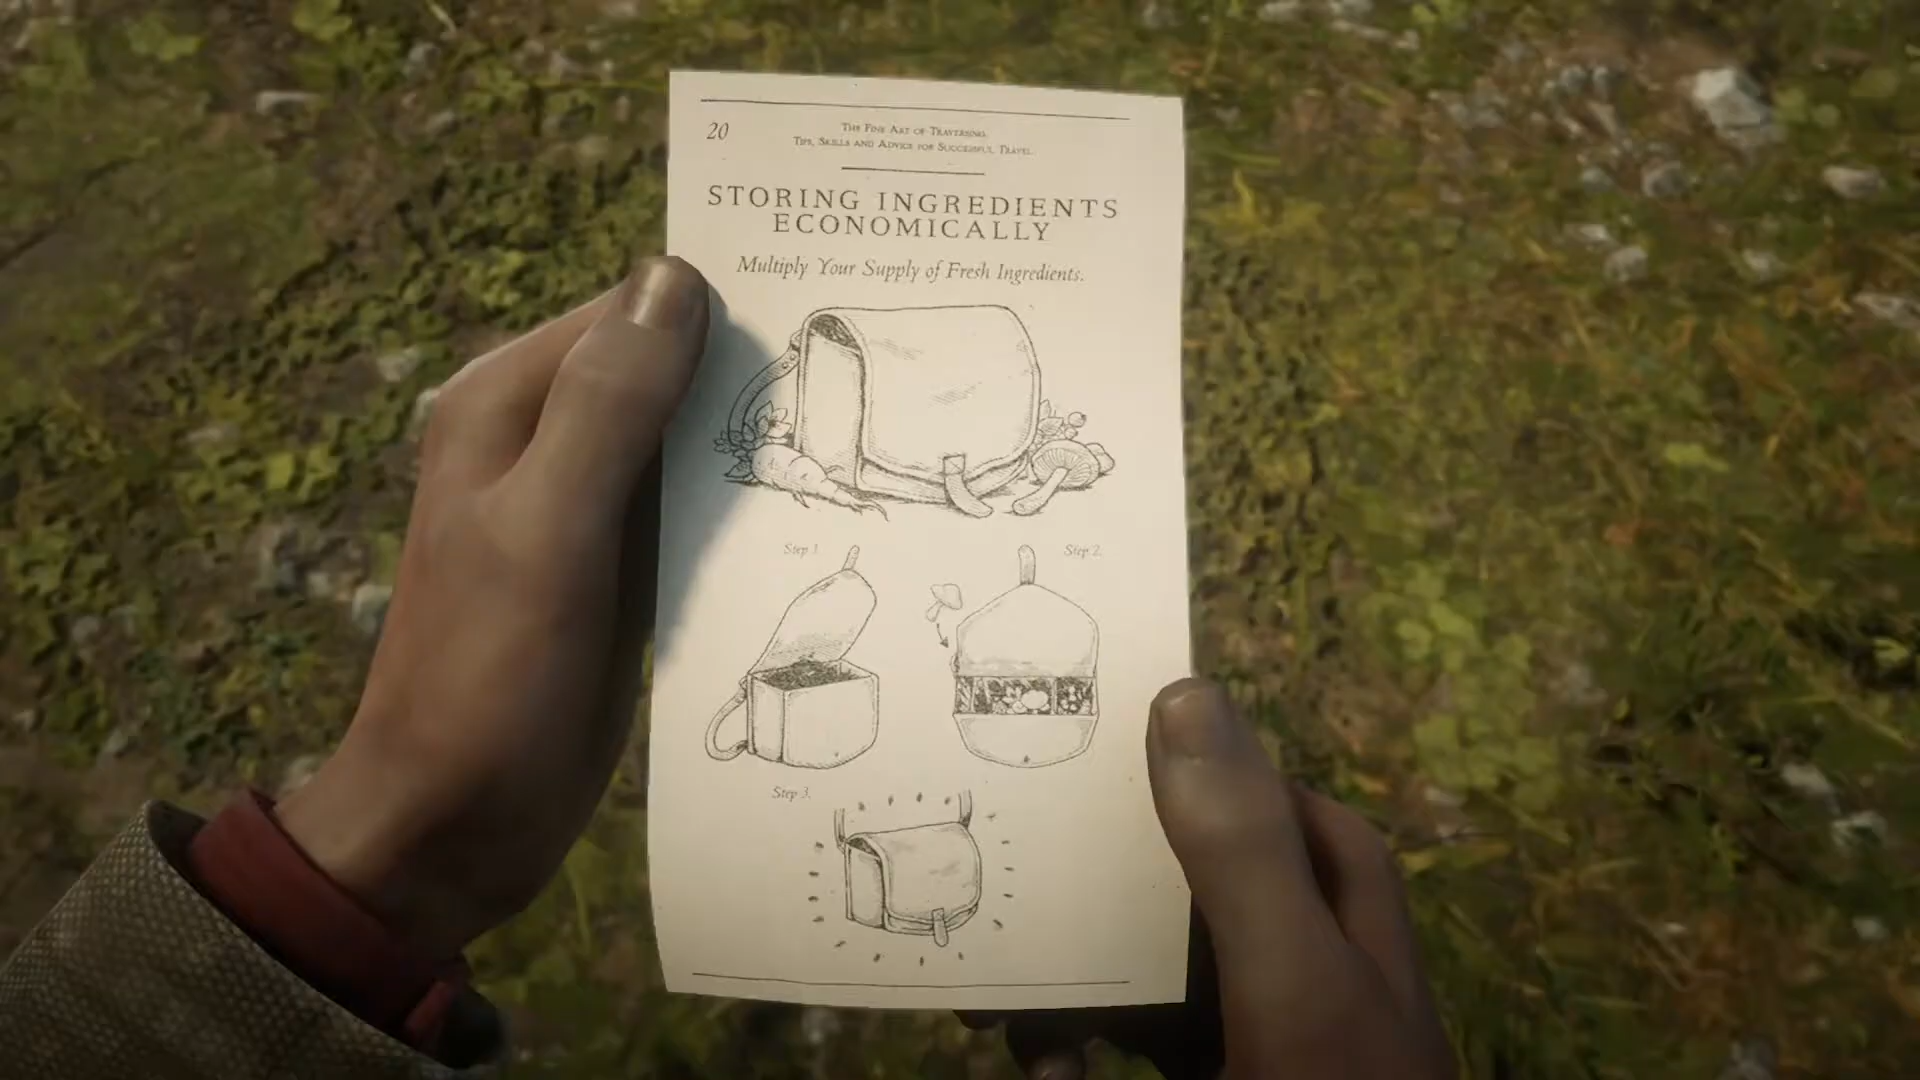 20
The Fine Art of Traversing.
Tips, Skills and Advice for Successful Travel.
STORING INGREDIENTS
ECONOMICALLY
Multiply Your Supply of Fresh Ingredients.
Step 1.
Step 2.
Step 3.